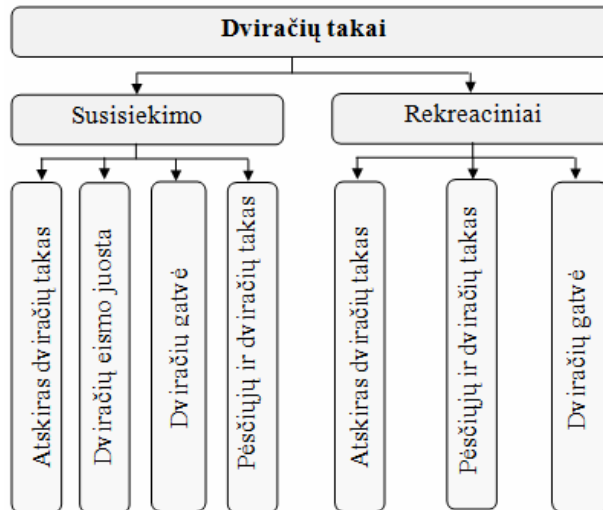 Dviračių takai
Susisiekimo
Rekreaciniai
Atskiras dviračių takas
Dviračių eismo juosta
Dviračių gatvė
Pėsčiųjų ir dviračių takas
Atskiras dviračių takas
Pėsčiųjų ir dviračių takas
Dviračių gatvė